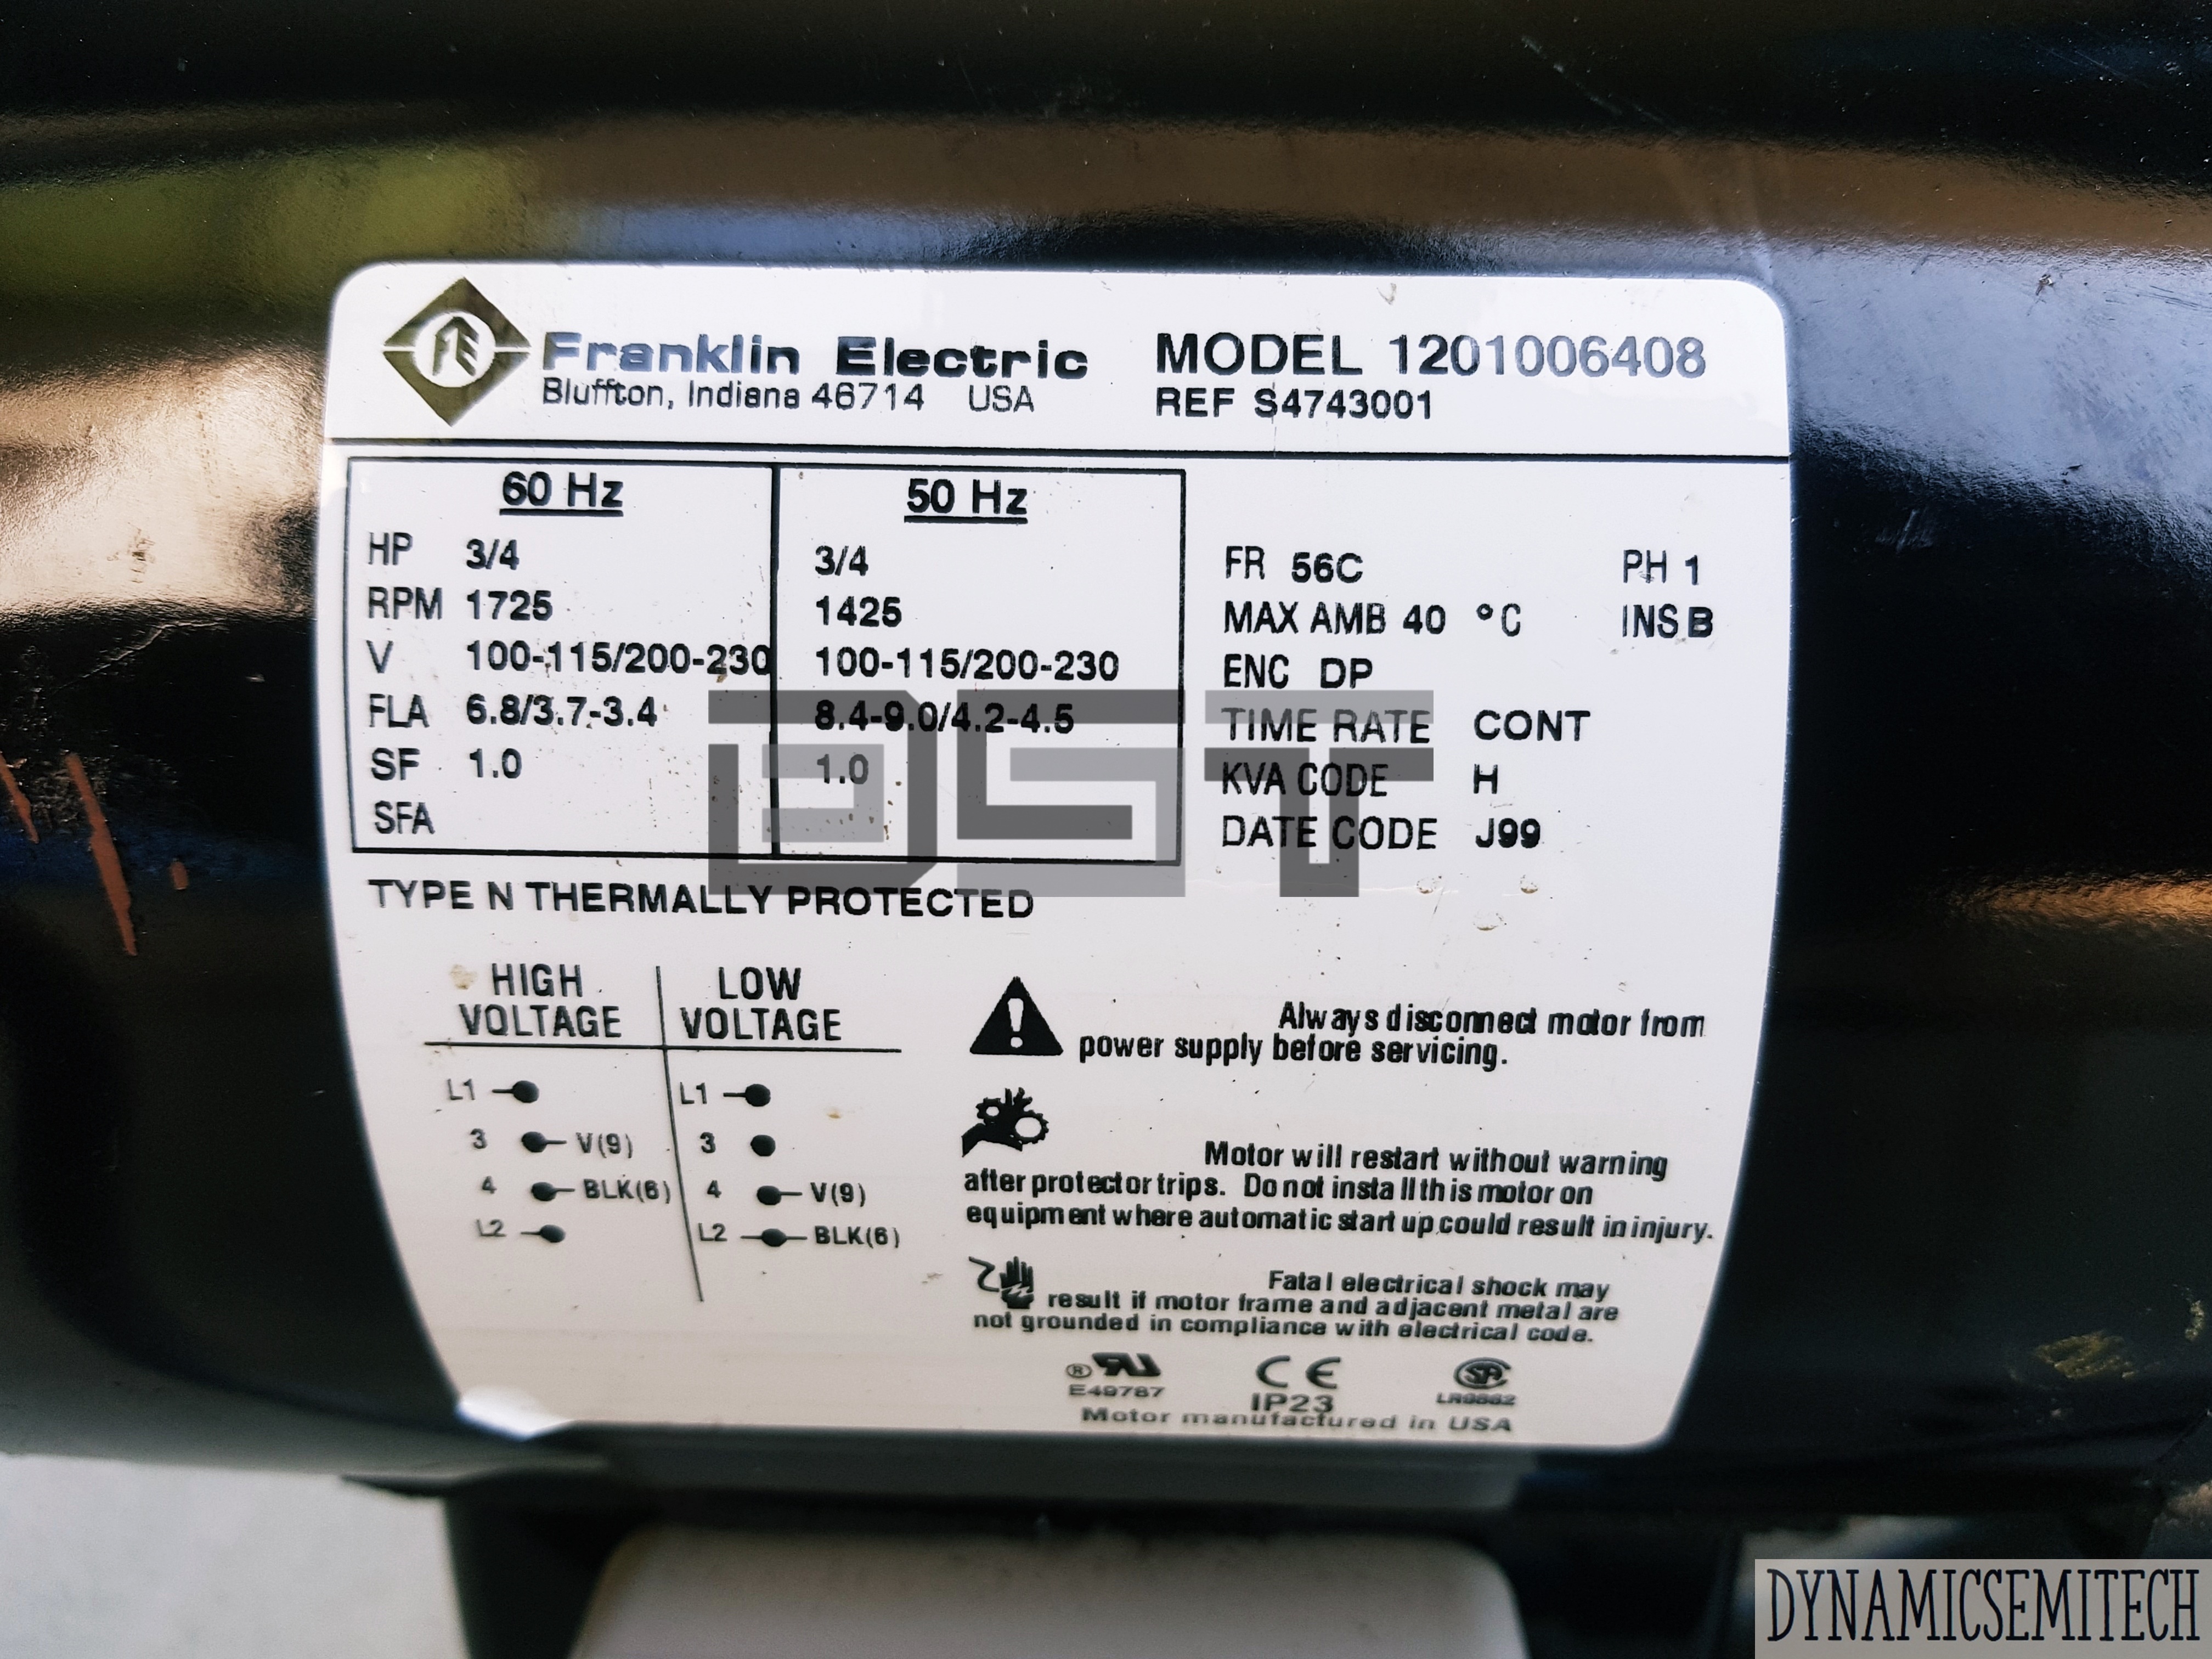 FE Franklin Electric
Bluffton, Indiana 46714 USA
MODEL 1201006408
REF S4743001
60 Hz 50 Hz
HP 3/4 3/4
RPM 1725 1425
V 100-115/200-230 100-115/200-230
FLA 6.8/3.7-3.4 8.4-9.0/4.2-4.5
SF 1.0 1.0
SFA
FR 56C PH 1
MAX AMB 40 °C INS B
ENC DP
TIME RATE CONT
KVA CODE H
DATE CODE J99
DST
TYPE N THERMALLY PROTECTED
HIGH VOLTAGE
L1
3 V(9)
4 BLK(6)
L2
LOW VOLTAGE
L1
3
4 V(9)
L2 BLK(6)
Always disconnect motor from
power supply before servicing.
Motor will restart without warning
after protector trips. Do not install this motor on
equipment where automatic start up could result in injury.
Fatal electrical shock may
result if motor frame and adjacent metal are
not grounded in compliance with electrical code.
® RU CE SA
E49787 IP23
Motor manufactured in USA
DYNAMICSEMITECH